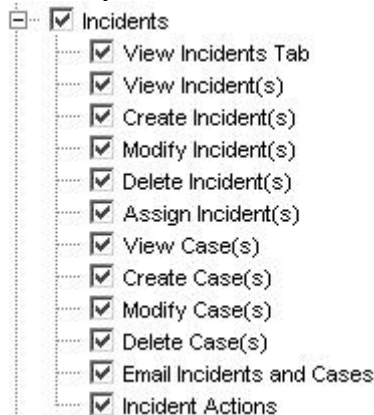 Incidents
View Incidents Tab
View Incident(s)
Create Incident(s)
Modify Incident(s)
Delete Incident(s)
Assign Incident(s)
View Case(s)
Create Case(s)
Modify Case(s)
Delete Case(s)
Email Incidents and Cases
Incident Actions